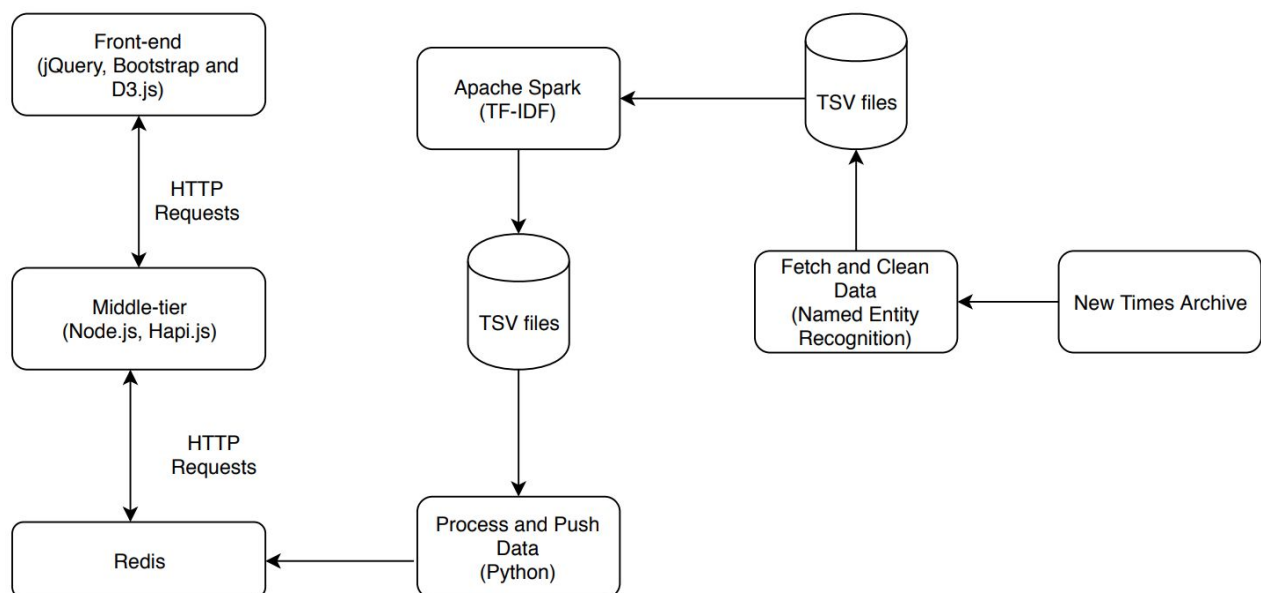 Front-end
(jQuery, Bootstrap and
D3.js)
HTTP
Requests
Middle-tier
(Node.js, Hapi.js)
HTTP
Requests
Redis
Apache Spark
(TF-IDF)
TSV files
Process and Push
Data
(Python)
TSV files
Fetch and Clean
Data
(Named Entity
Recognition)
New Times Archive